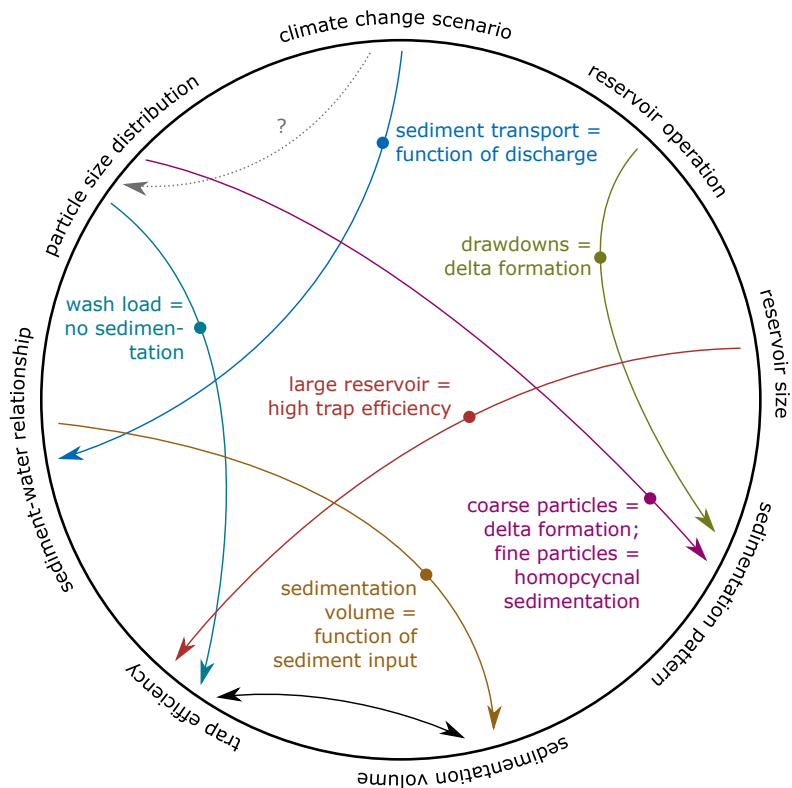 climate change scenario
particle size distribution
reservoir operation
?
sediment transport =
function of discharge
drawdowns =
delta formation
wash load =
no sedimen-
tation
reservoir size
sediment-water relationship
large reservoir =
high trap efficiency
coarse particles =
delta formation;
fine particles =
homopcycnal
sedimentation
sedimentation
volume =
function of
sediment input
sedimentation pattern
trap efficiency
sedimentation volume